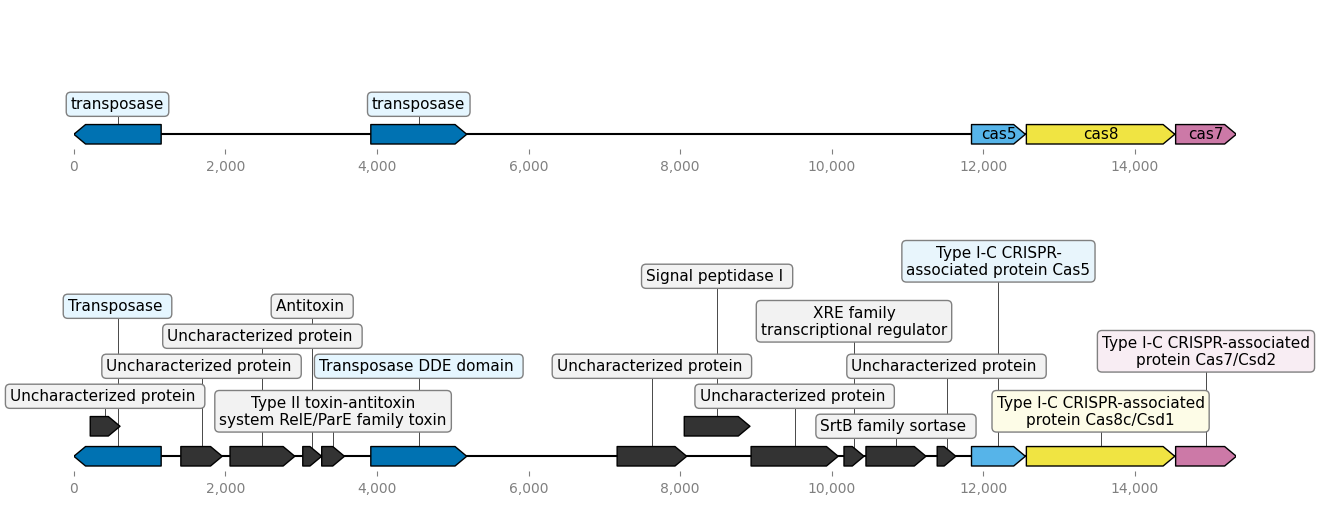 transposase
transposase
cas5
cas8
cas7
0
2,000
4,000
6,000
8,000
10,000
12,000
14,000
Type I-C CRISPR-
associated protein Cas5
Signal peptidase I
Transposase
Antitoxin
XRE family
transcriptional regulator
Uncharacterized protein
Type I-C CRISPR-associated
protein Cas7/Csd2
Uncharacterized protein
Transposase DDE domain
Uncharacterized protein
Uncharacterized protein
Uncharacterized protein
Type II toxin-antitoxin
system RelE/ParE family toxin
Uncharacterized protein
Type I-C CRISPR-associated
protein Cas8c/Csd1
SrtB family sortase
0
2,000
4,000
6,000
8,000
10,000
12,000
14,000